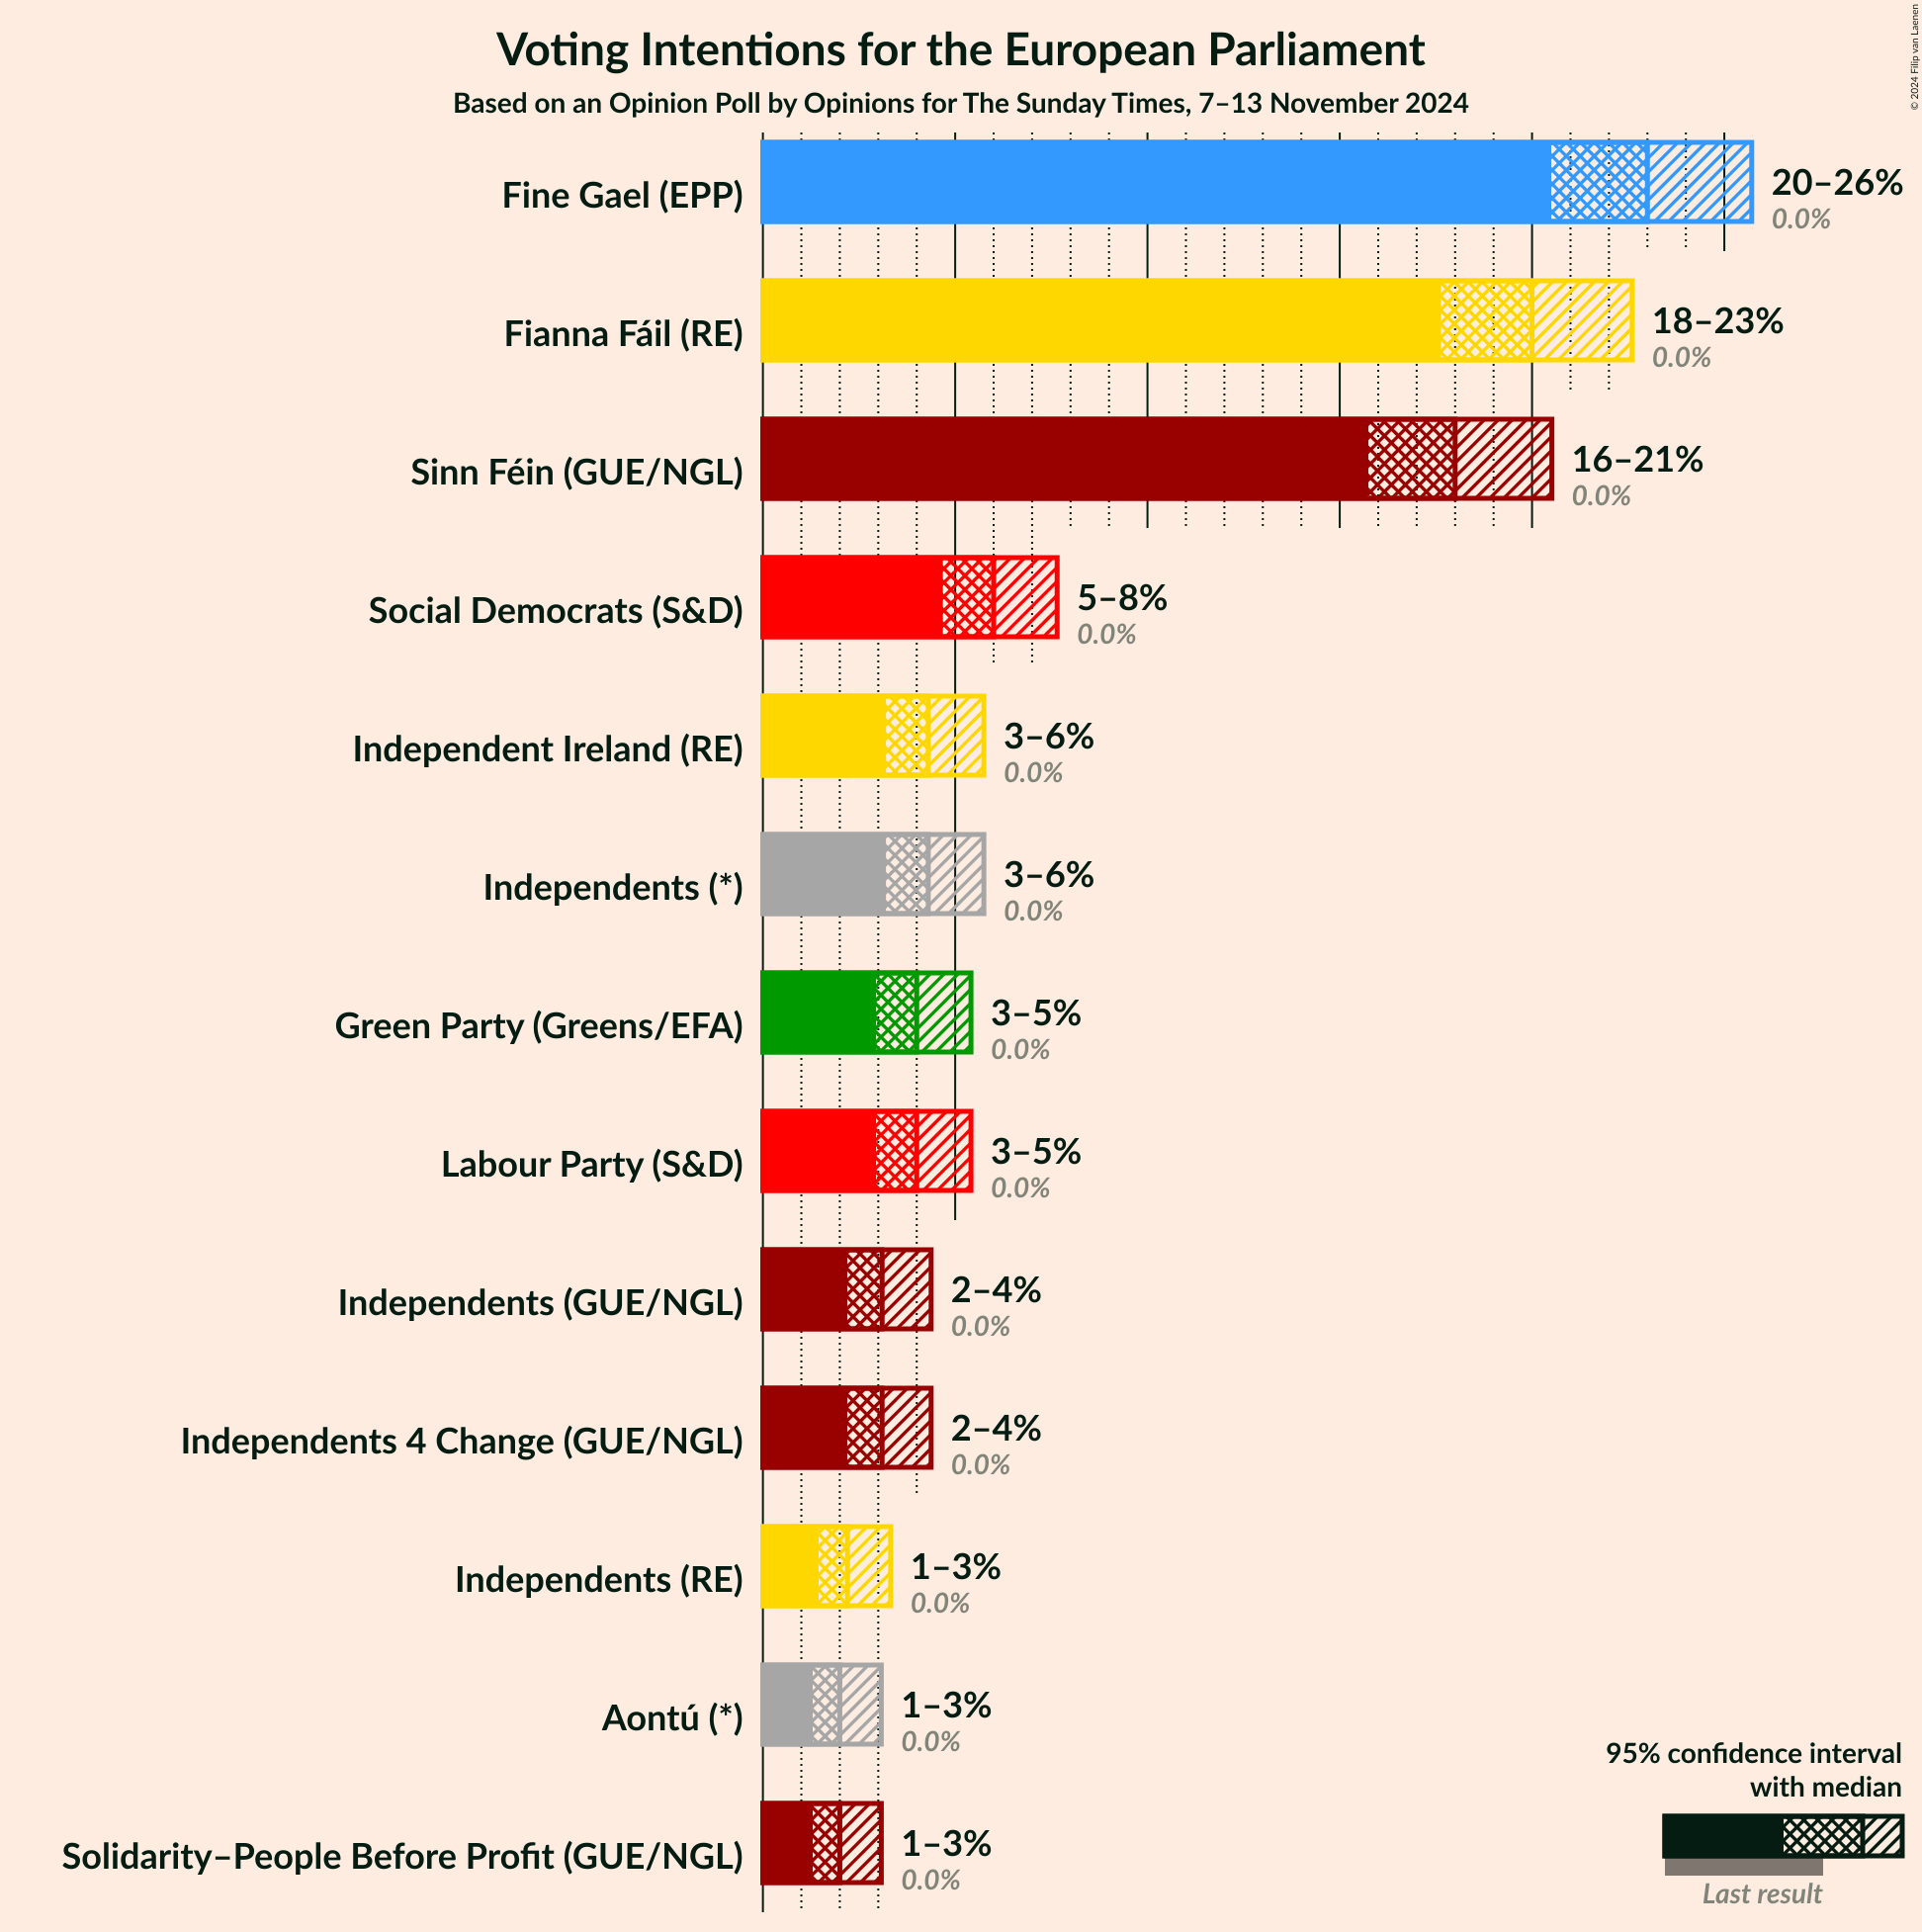 Voting Intentions for the European Parliament
Based on an Opinion Poll by Opinions for The Sunday Times, 7–13 November 2024
© 2024 Filip van Laenen
Fine Gael (EPP)
20–26%
0.0%
Fianna Fáil (RE)
18–23%
0.0%
Sinn Féin (GUE/NGL)
16–21%
0.0%
Social Democrats (S&D)
5–8%
0.0%
Independent Ireland (RE)
3–6%
0.0%
Independents (*)
3–6%
0.0%
Green Party (Greens/EFA)
3–5%
0.0%
Labour Party (S&D)
3–5%
0.0%
Independents (GUE/NGL)
2–4%
0.0%
Independents 4 Change (GUE/NGL)
2–4%
0.0%
Independents (RE)
1–3%
0.0%
Aontú (*)
1–3%
0.0%
Solidarity–People Before Profit (GUE/NGL)
1–3%
0.0%
95% confidence interval
with median
Last result